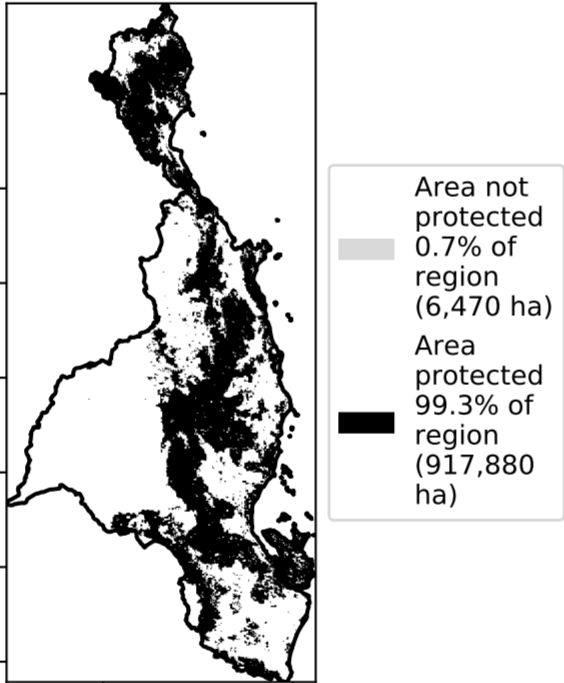 Area not
protected
0.7% of
region
(6,470 ha)
Area
protected
99.3% of
region
(917,880
ha)